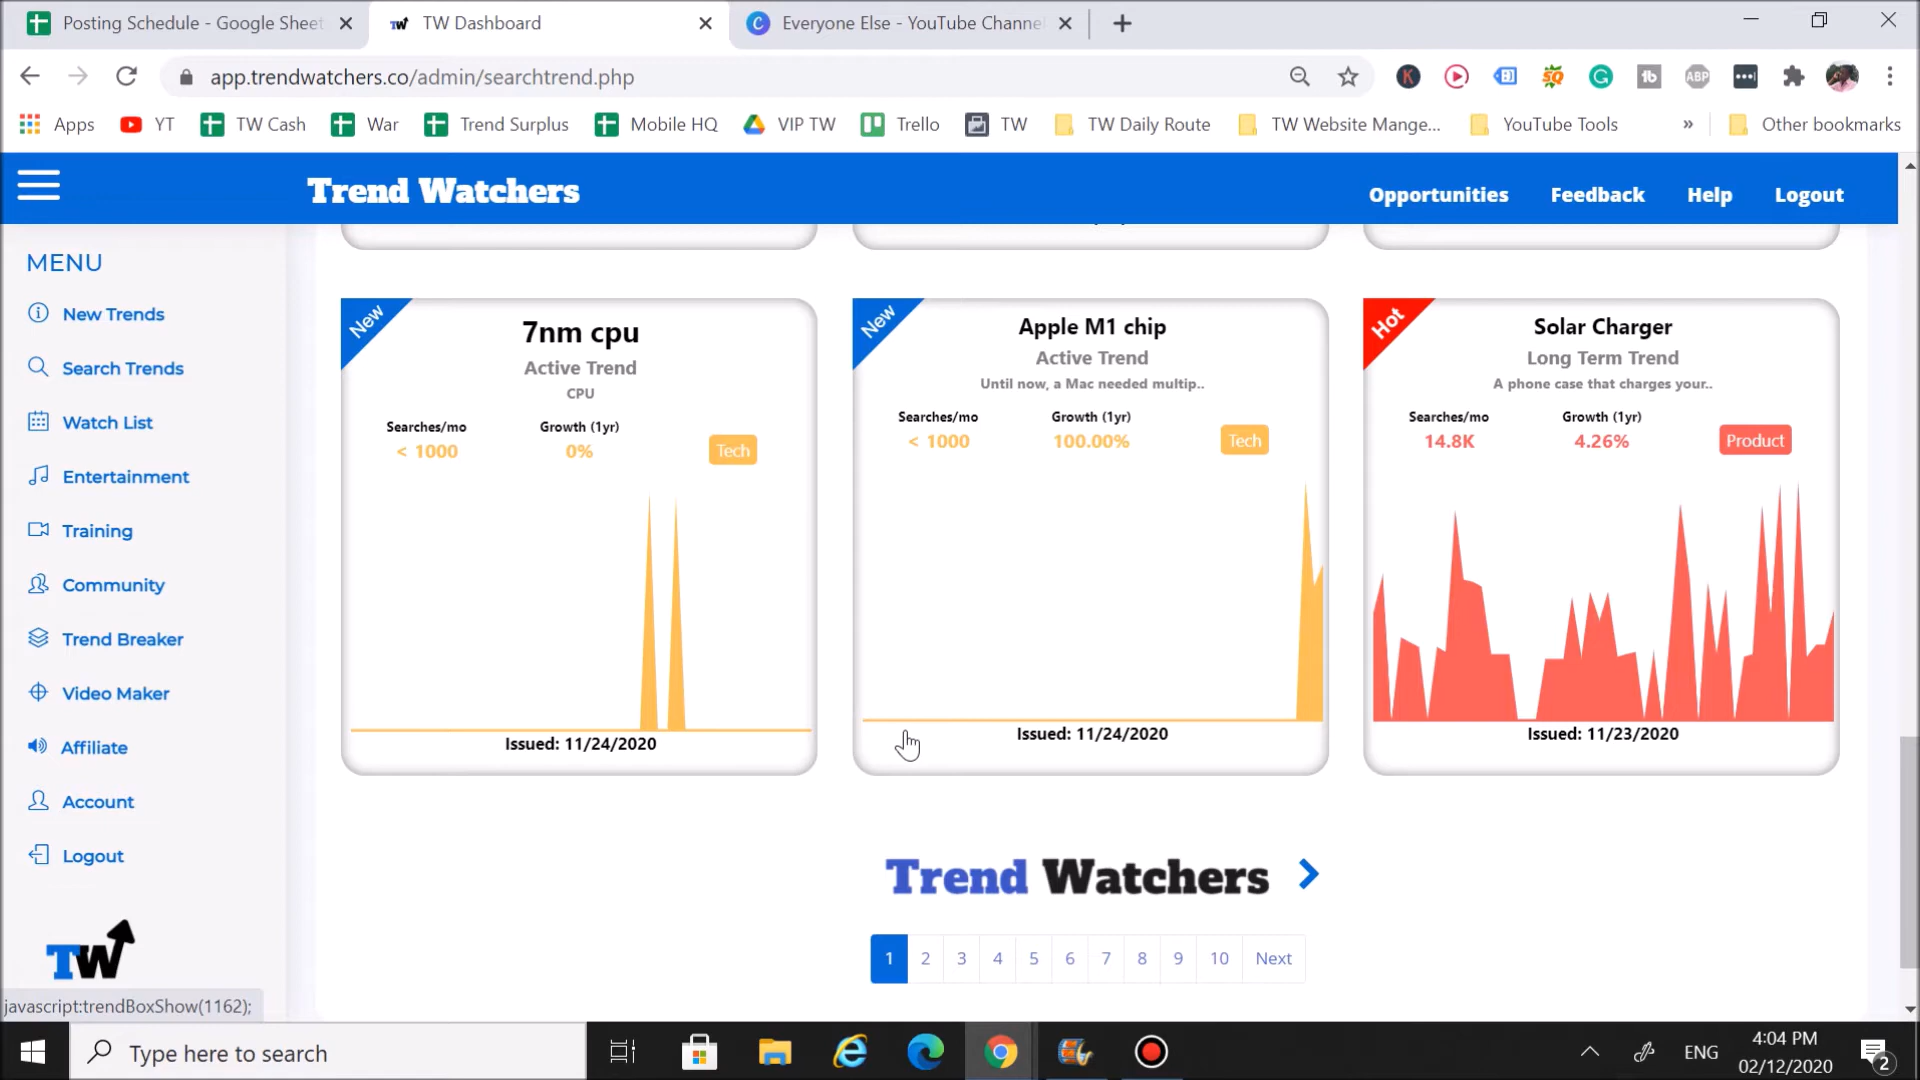 Posting Schedule - Google Sheet
TW Dashboard
Everyone Else - YouTube Channe
app.trendwatchers.co/admin/searchtrend.php
Apps
YT
TW Cash
War
Trend Surplus
Mobile HQ
VIP TW
Trello
TW
TW Daily Route
TW Website Mange...
YouTube Tools
»
Other bookmarks
Trend Watchers
Opportunities
Feedback
Help
Logout
MENU
New Trends
Search Trends
Watch List
Entertainment
Training
Community
Trend Breaker
Video Maker
Affiliate
Account
Logout
TW
New
7nm cpu
Active Trend
CPU
Searches/mo
Growth (1yr)
< 1000
0%
Tech
Issued: 11/24/2020
New
Apple M1 chip
Active Trend
Until now, a Mac needed multip..
Searches/mo
Growth (1yr)
< 1000
100.00%
Tech
Issued: 11/24/2020
Hot
Solar Charger
Long Term Trend
A phone case that charges your..
Searches/mo
Growth (1yr)
14.8K
4.26%
Product
Issued: 11/23/2020
Trend Watchers
1 2 3 4 5 6 7 8 9 10 Next
javascript:trendBoxShow(1162);
Type here to search
ENG
4:04 PM
02/12/2020
2